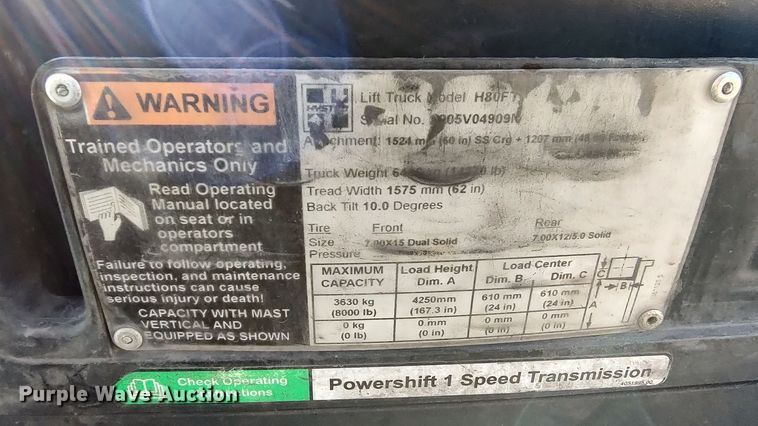 WARNING
Trained Operators and
Mechanics Only
Read Operating
Manual located
on seat or in
operators
compartment
Failure to follow operating,
inspection, and maintenance
instructions can cause
serious injury or death!
CAPACITY WITH MAST
VERTICAL AND
EQUIPPED AS SHOWN
HYSTER
Lift Truck Model H80FT
Serial No. 005V04909N
Attachment: 1524 mm (60 in) SS Crg + 1207 mm
Truck Weight lb)
Tread Width 1575 mm (62 in)
Back Tilt 10.0 Degrees
Tire Front Rear
Size 7.00X15 Dual Solid 7.00X12/5.0 Solid
Pressure
MAXIMUM CAPACITY Load Height Dim. A Load Center Dim. B Dim. C
3630 kg 4250mm 610 mm 610 mm
(8000 lb) (167.3 in) (24 in) (24 in)
0 kg 0 mm 0 mm 0 mm
(0 lb) (0 in) (0 in) (0 in)
C
B
A
Check Operating
Instructions
Powershift 1 Speed Transmission
Purple Wave Auction